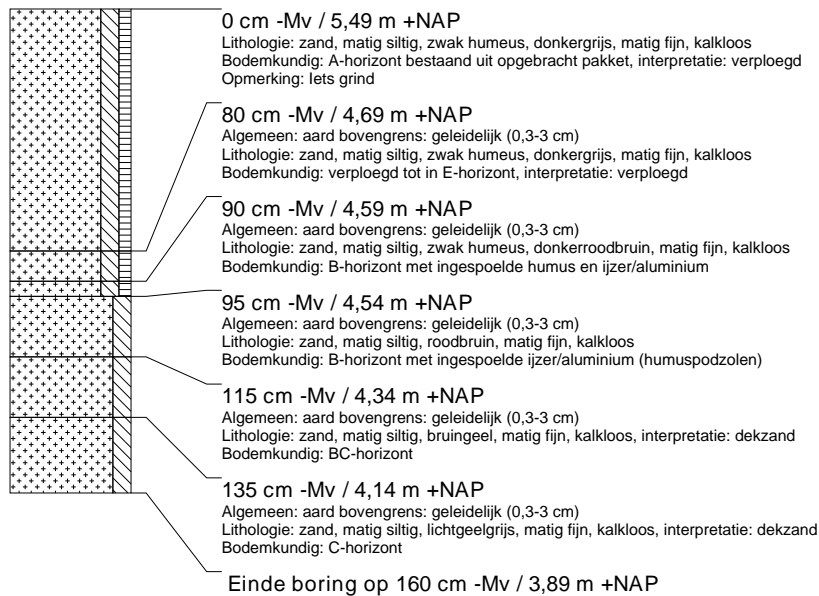 0 cm -Mv / 5,49 m +NAP
Lithologie: zand, matig siltig, zwak humeus, donkergrijs, matig fijn, kalkloos
Bodemkundig: A-horizont bestaand uit opgebracht pakket, interpretatie: verploegd
Opmerking: Iets grind
80 cm -Mv / 4,69 m +NAP
Algemeen: aard bovengrens: geleidelijk (0,3-3 cm)
Lithologie: zand, matig siltig, zwak humeus, donkergrijs, matig fijn, kalkloos
Bodemkundig: verploegd tot in E-horizont, interpretatie: verploegd
90 cm -Mv / 4,59 m +NAP
Algemeen: aard bovengrens: geleidelijk (0,3-3 cm)
Lithologie: zand, matig siltig, zwak humeus, donkerroodbruin, matig fijn, kalkloos
Bodemkundig: B-horizont met ingespoelde humus en ijzer/aluminium
95 cm -Mv / 4,54 m +NAP
Algemeen: aard bovengrens: geleidelijk (0,3-3 cm)
Lithologie: zand, matig siltig, roodbruin, matig fijn, kalkloos
Bodemkundig: B-horizont met ingespoelde ijzer/aluminium (humuspodzolen)
115 cm -Mv / 4,34 m +NAP
Algemeen: aard bovengrens: geleidelijk (0,3-3 cm)
Lithologie: zand, matig siltig, bruingeel, matig fijn, kalkloos, interpretatie: dekzand
Bodemkundig: BC-horizont
135 cm -Mv / 4,14 m +NAP
Algemeen: aard bovengrens: geleidelijk (0,3-3 cm)
Lithologie: zand, matig siltig, lichtgeelgrijs, matig fijn, kalkloos, interpretatie: dekzand
Bodemkundig: C-horizont
Einde boring op 160 cm -Mv / 3,89 m +NAP